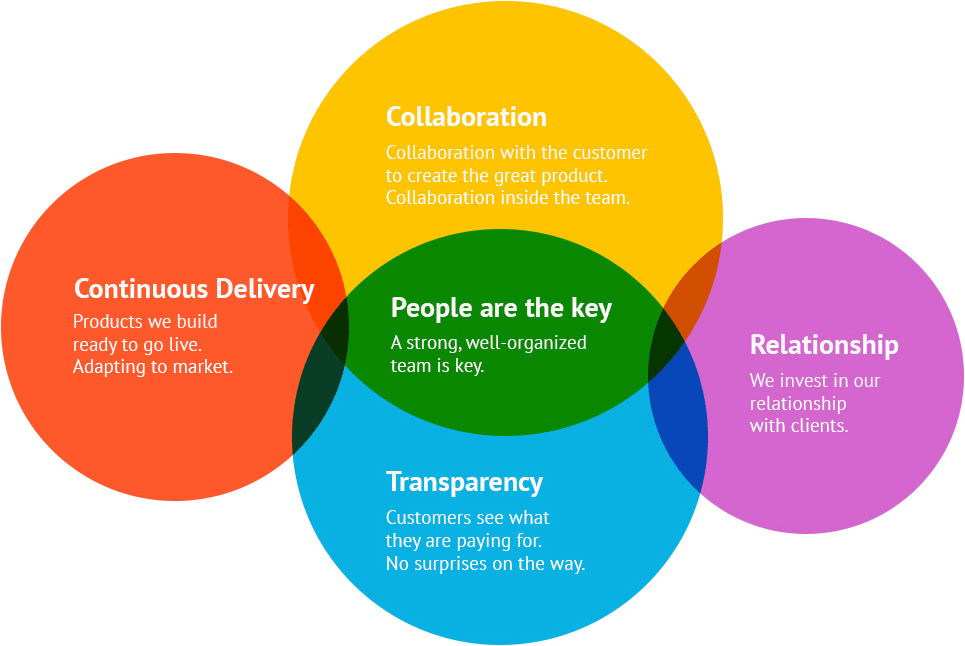 Collaboration
Collaboration with the customer
to create the great product.
Collaboration inside the team.
Continuous Delivery
Products we build
ready to go live.
Adapting to market.
People are the key
A strong, well-organized
team is key.
Relationship
We invest in our
relationship
with clients.
Transparency
Customers see what
they are paying for.
No surprises on the way.